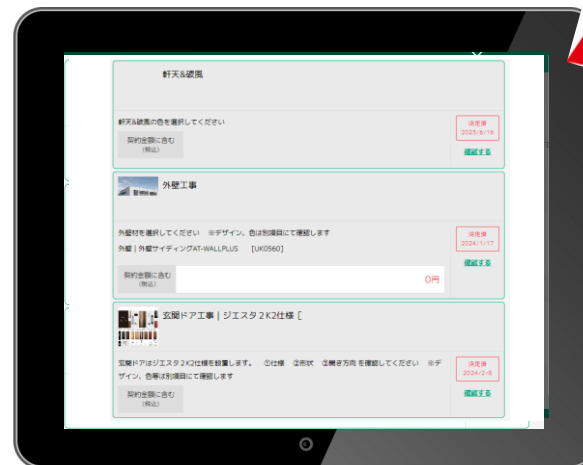 軒天&破風
軒天&破風の色を選択してください
契約金額に含む
(税込)
決定済
2023/6/16
確認する
外壁工事
外壁材を選択してください ※デザイン、色は別項目にて確認します
外壁 | 外壁サイディングAT-WALLPLUS [UK0560]
契約金額に含む
(税込)
0円
決定済
2024/1/17
確認する
玄関ドア工事 | ジエスタ2 K2仕様 [
玄関ドアはジエスタ2 K2仕様を設置します。 ①仕様 ②形状 ③開き方向 を確認してください ※デ
ザイン、色等は別項目にて確認します
契約金額に含む
(税込)
決定済
2024/2/8
確認する